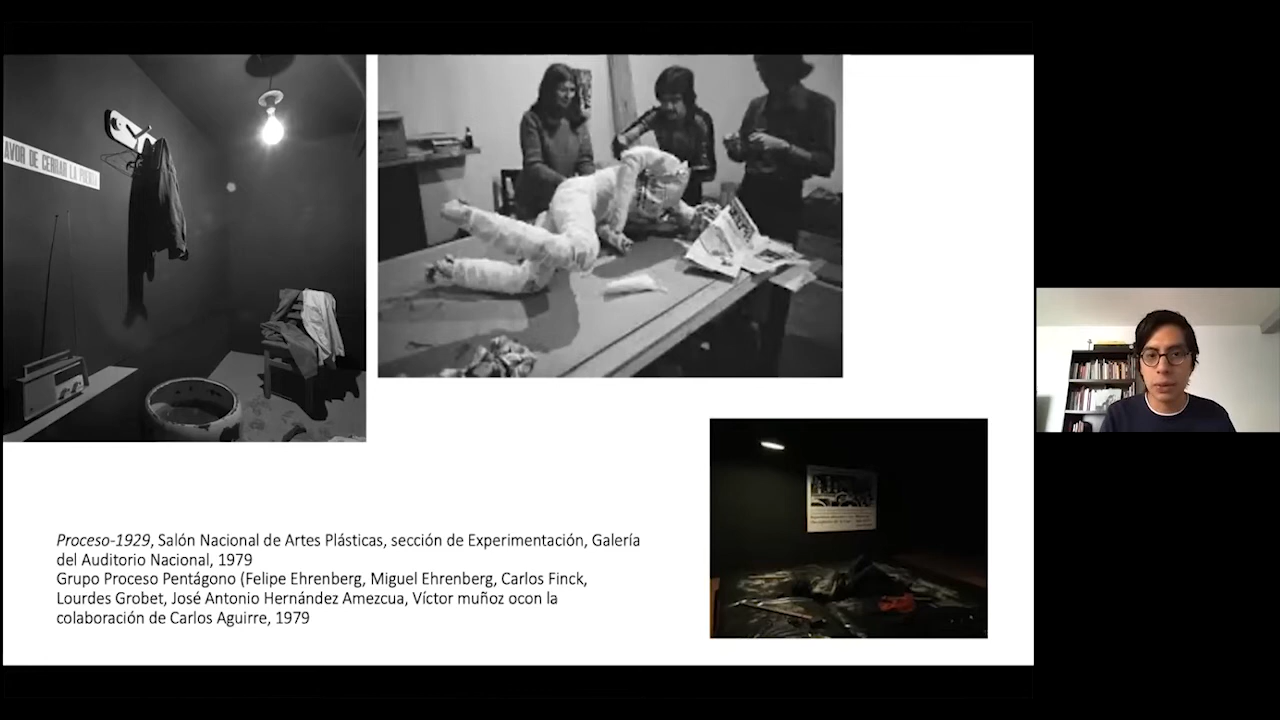 FAVOR DE CERRAR LA PUERTA
Proceso-1929, Salón Nacional de Artes Plásticas, sección de Experimentación, Galería
del Auditorio Nacional, 1979
Grupo Proceso Pentágono (Felipe Ehrenberg, Miguel Ehrenberg, Carlos Finck,
Lourdes Grobet, José Antonio Hernández Amezcua, Víctor muñoz ocon la
colaboración de Carlos Aguirre, 1979